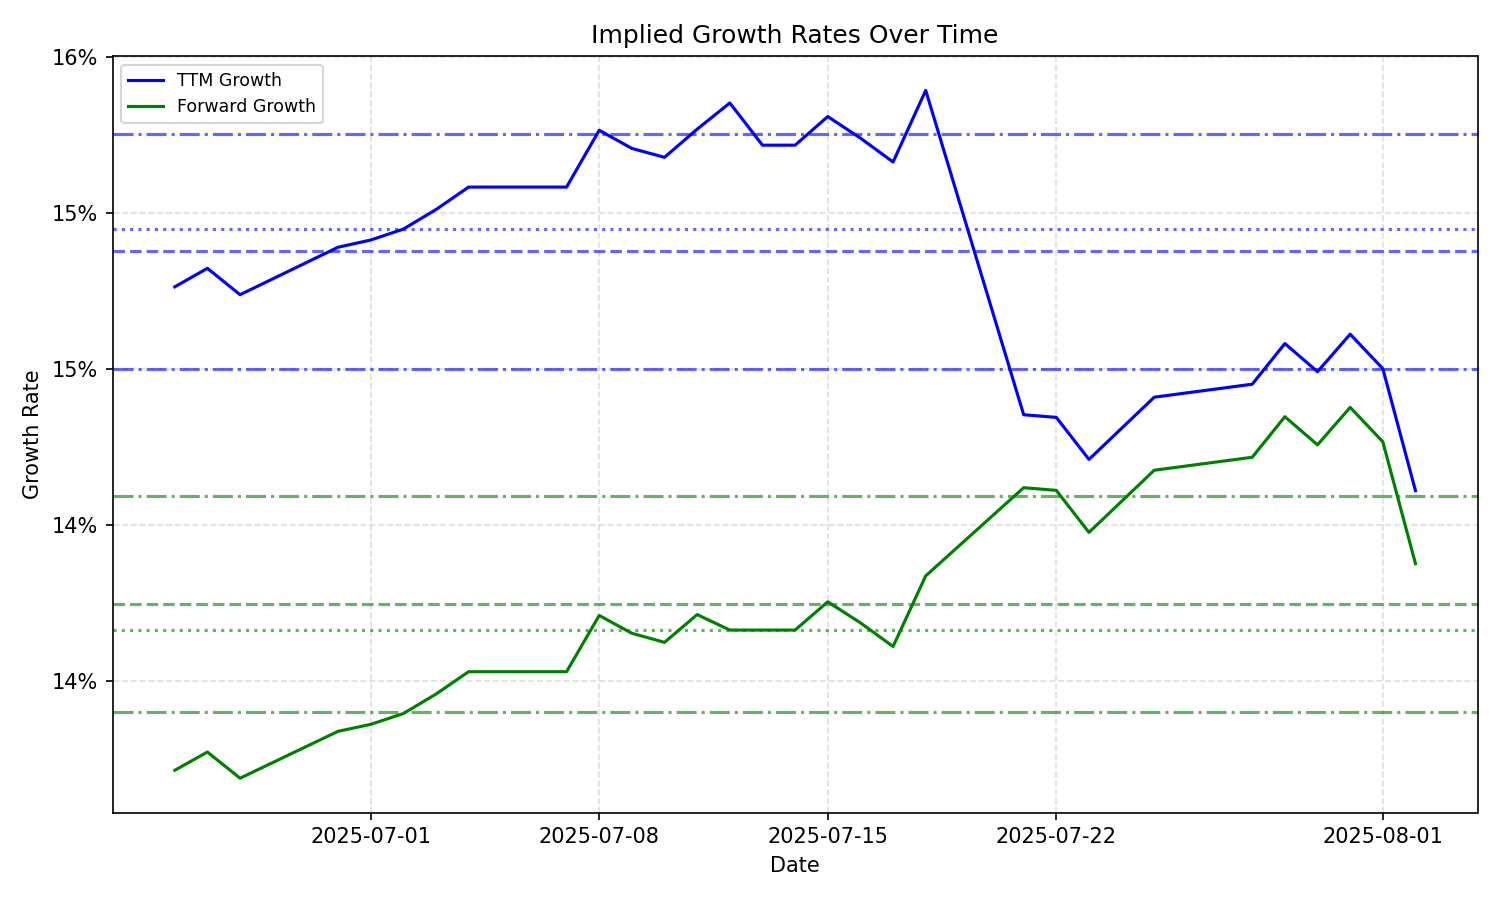 Implied Growth Rates Over Time
TTM Growth
Forward Growth
16%
15%
15%
14%
14%
Growth Rate
2025-07-01
2025-07-08
2025-07-15
2025-07-22
2025-08-01
Date